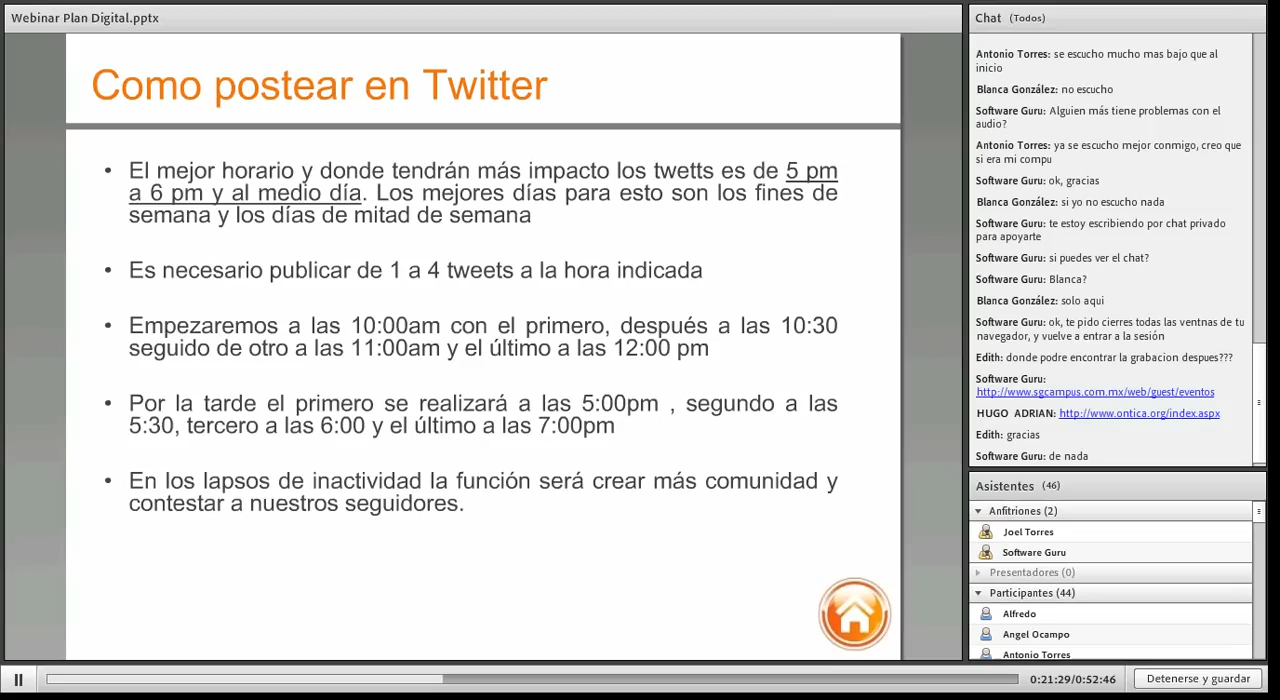 Webinar Plan Digital.pptx
Como postear en Twitter
• El mejor horario y donde tendrán más impacto los twetts es de 5 pm
a 6 pm y al medio día. Los mejores días para esto son los fines de
semana y los días de mitad de semana
• Es necesario publicar de 1 a 4 tweets a la hora indicada
• Empezaremos a las 10:00am con el primero, después a las 10:30
seguido de otro a las 11:00am y el último a las 12:00 pm
• Por la tarde el primero se realizará a las 5:00pm , segundo a las
5:30, tercero a las 6:00 y el último a las 7:00pm
• En los lapsos de inactividad la función será crear más comunidad y
contestar a nuestros seguidores.
Chat (Todos)
Antonio Torres: se escucho mucho mas bajo que al
inicio
Blanca González: no escucho
Software Guru: Alguien más tiene problemas con el
audio?
Antonio Torres: ya se escucho mejor conmigo, creo que
si era mi compu
Software Guru: ok, gracias
Blanca González: si yo no escucho nada
Software Guru: te estoy escribiendo por chat privado
para apoyarte
Software Guru: si puedes ver el chat?
Software Guru: Blanca?
Blanca González: solo aqui
Software Guru: ok, te pido cierres todas las ventnas de tu
navegador, y vuelve a entrar a la sesión
Edith: donde podre encontrar la grabacion despues???
Software Guru:
http://www.sgcampus.com.mx/web/guest/eventos
HUGO ADRIAN: http://www.ontica.org/index.aspx
Edith: gracias
Software Guru: de nada
Asistentes (46)
Anfitriones (2)
Joel Torres
Software Guru
Presentadores (0)
Participantes (44)
Alfredo
Angel Ocampo
Antonio Torres
0:21:29/0:52:46
Detenerse y guardar